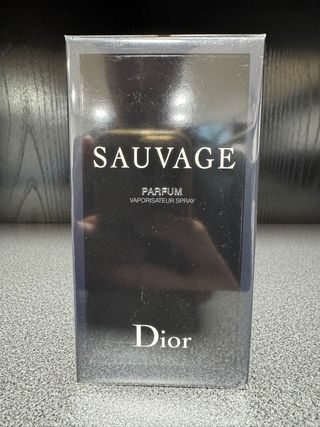 SAUVAGE
PARFUM
VAPORISATEUR SPRAY
Dior